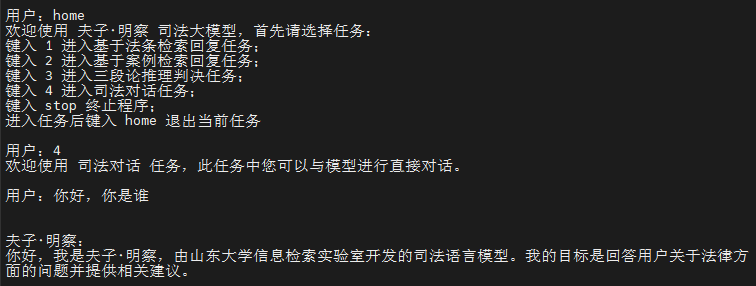 用户：home
欢迎使用 夫子·明察 司法大模型，首先请选择任务：
键入 1 进入基于法条检索回复任务；
键入 2 进入基于案例检索回复任务；
键入 3 进入三段论推理判决任务；
键入 4 进入司法对话任务；
键入 stop 终止程序；
进入任务后键入 home 退出当前任务
用户：4
欢迎使用 司法对话 任务，此任务中您可以与模型进行直接对话。
用户：你好，你是谁
夫子·明察：
你好，我是夫子·明察，由山东大学信息检索实验室开发的司法语言模型。我的目标是回答用户关于法律方
面的问题并提供相关建议。